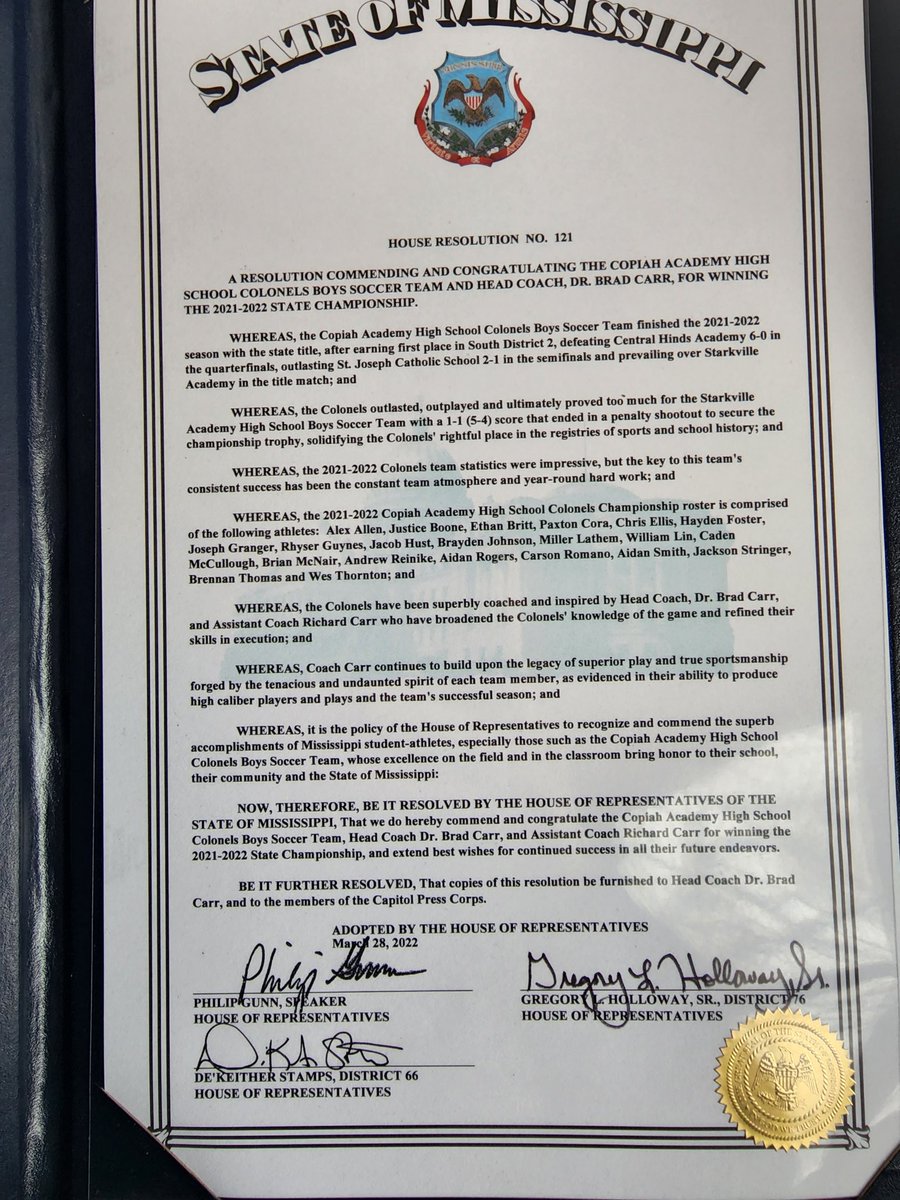 STATE OF MISSISSIPPI
VIRTUTE et ARMIS
HOUSE RESOLUTION NO. 121
A RESOLUTION COMMENDING AND CONGRATULATING THE COPIAH ACADEMY HIGH
SCHOOL COLONELS BOYS SOCCER TEAM AND HEAD COACH, DR. BRAD CARR, FOR WINNING
THE 2021-2022 STATE CHAMPIONSHIP.
WHEREAS, the Copiah Academy High School Colonels Boys Soccer Team finished the 2021-2022
season with the state title, after earning first place in South District 2, defeating Central Hinds Academy 6-0 in
the quarterfinals, outlasting St. Joseph Catholic School 2-1 in the semifinals and prevailing over Starkville
Academy in the title match; and
WHEREAS, the Colonels outlasted, outplayed and ultimately proved too much for the Starkville
Academy High School Boys Soccer Team with a 1-1 (5-4) score that ended in a penalty shootout to secure the
championship trophy, solidifying the Colonels' rightful place in the registries of sports and school history; and
WHEREAS, the 2021-2022 Colonels team statistics were impressive, but the key to this team's
consistent success has been the constant team atmosphere and year-round hard work; and
WHEREAS, the 2021-2022 Copiah Academy High School Colonels Championship roster is comprised
of the following athletes: Alex Allen, Justice Boone, Ethan Britt, Paxton Cora, Chris Ellis, Hayden Foster,
Joseph Granger, Rhyser Guynes, Jacob Hust, Brayden Johnson, Miller Lathem, William Lin, Caden
McCullough, Brian McNair, Andrew Reinike, Aidan Rogers, Carson Romano, Aidan Smith, Jackson Stringer,
Brennan Thomas and Wes Thornton; and
WHEREAS, the Colonels have been superbly coached and inspired by Head Coach, Dr. Brad Carr,
and Assistant Coach Richard Carr who have broadened the Colonels' knowledge of the game and refined their
skills in execution; and
WHEREAS, Coach Carr continues to build upon the legacy of superior play and true sportsmanship
forged by the tenacious and undaunted spirit of each team member, as evidenced in their ability to produce
high caliber players and plays and the team's successful season; and
WHEREAS, it is the policy of the House of Representatives to recognize and commend the superb
accomplishments of Mississippi student-athletes, especially those such as the Copiah Academy High School
Colonels Boys Soccer Team, whose excellence on the field and in the classroom bring honor to their school,
their community and the State of Mississippi:
NOW, THEREFORE, BE IT RESOLVED BY THE HOUSE OF REPRESENTATIVES OF THE
STATE OF MISSISSIPPI, That we do hereby commend and congratulate the Copiah Academy High School
Colonels Boys Soccer Team, Head Coach Dr. Brad Carr, and Assistant Coach Richard Carr for winning the
2021-2022 State Championship, and extend best wishes for continued success in all their future endeavors.
BE IT FURTHER RESOLVED, That copies of this resolution be furnished to Head Coach Dr. Brad
Carr, and to the members of the Capitol Press Corps.
ADOPTED BY THE HOUSE OF REPRESENTATIVES
March 28, 2022
Philip Gunn
PHILIP GUNN, SPEAKER
HOUSE OF REPRESENTATIVES
Gregory L. Holloway, Sr.
GREGORY L. HOLLOWAY, SR., DISTRICT 76
HOUSE OF REPRESENTATIVES
DE'KEITHER STAMPS, DISTRICT 66
HOUSE OF REPRESENTATIVES